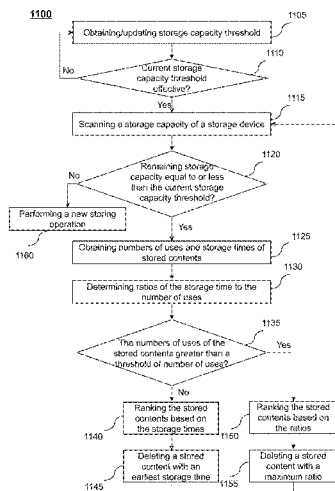 1100
1105
Obtaining/updating storage capacity threshold
1110
Current storage
capacity threshold
effective?
No
Yes
1115
Scanning a storage capacity of a storage device
1120
Remaining storage
capacity equal to or less
than the current storage
capacity threshold?
No
Performing a new storing
operation
1160
Yes
1125
Obtaining numbers of uses and storage times of
stored contents
1130
Determining ratios of the storage time to the
number of uses
1135
The numbers of uses of the
stored contents greater than a
threshold of number of uses?
Yes
No
Ranking the stored
contents based on
the storage times
1140
Ranking the stored
contents based on
the ratios
1150
Deleting a stored
content with an
earliest storage time
1145
Deleting a stored
content with a
maximum ratio
1155